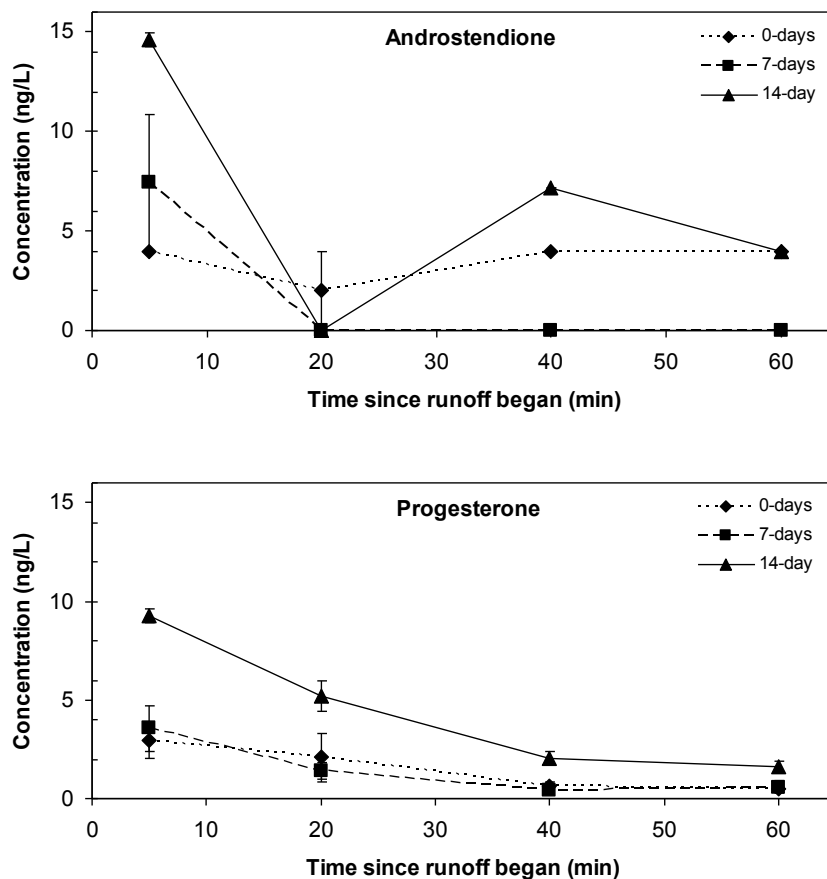 Androstendione
0-days
7-days
14-day
Concentration (ng/L)
15
10
5
0
0 10 20 30 40 50 60
Time since runoff began (min)
Progesterone
0-days
7-days
14-day
Concentration (ng/L)
15
10
5
0
0 10 20 30 40 50 60
Time since runoff began (min)